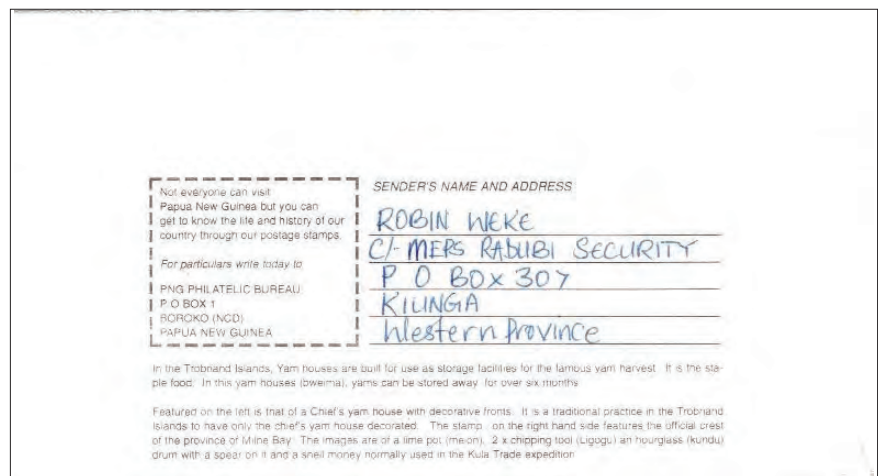 Not everyone can visit
Papua New Guinea but you can
get to know the life and history of our
country through our postage stamps.
For particulars write today to
PNG PHILATELIC BUREAU
P O BOX 1
BOROKO (NCD)
PAPUA NEW GUINEA
SENDER'S NAME AND ADDRESS
ROBIN WEKE
C/- MERS RADUBI SECURITY
P O BOX 307
KILINGA
Western Province
In the Trobriand Islands, Yam houses are built for use as storage facilities for the famous yam harvest. It is the sta-
ple food. In this yam houses (bweima), yams can be stored away for over six months
Featured on the left is that of a Chief's yam house with decorative fronts. It is a traditional practice in the Trobriand
Islands to have only the chief's yam house decorated. The stamp on the right hand side features the official crest
of the province of Milne Bay. The images are of a lime pot (meon), 2 x chipping tool (Ligogu) an hourglass (kundu)
drum with a spear on it and a shell money normally used in the Kula Trade expedition